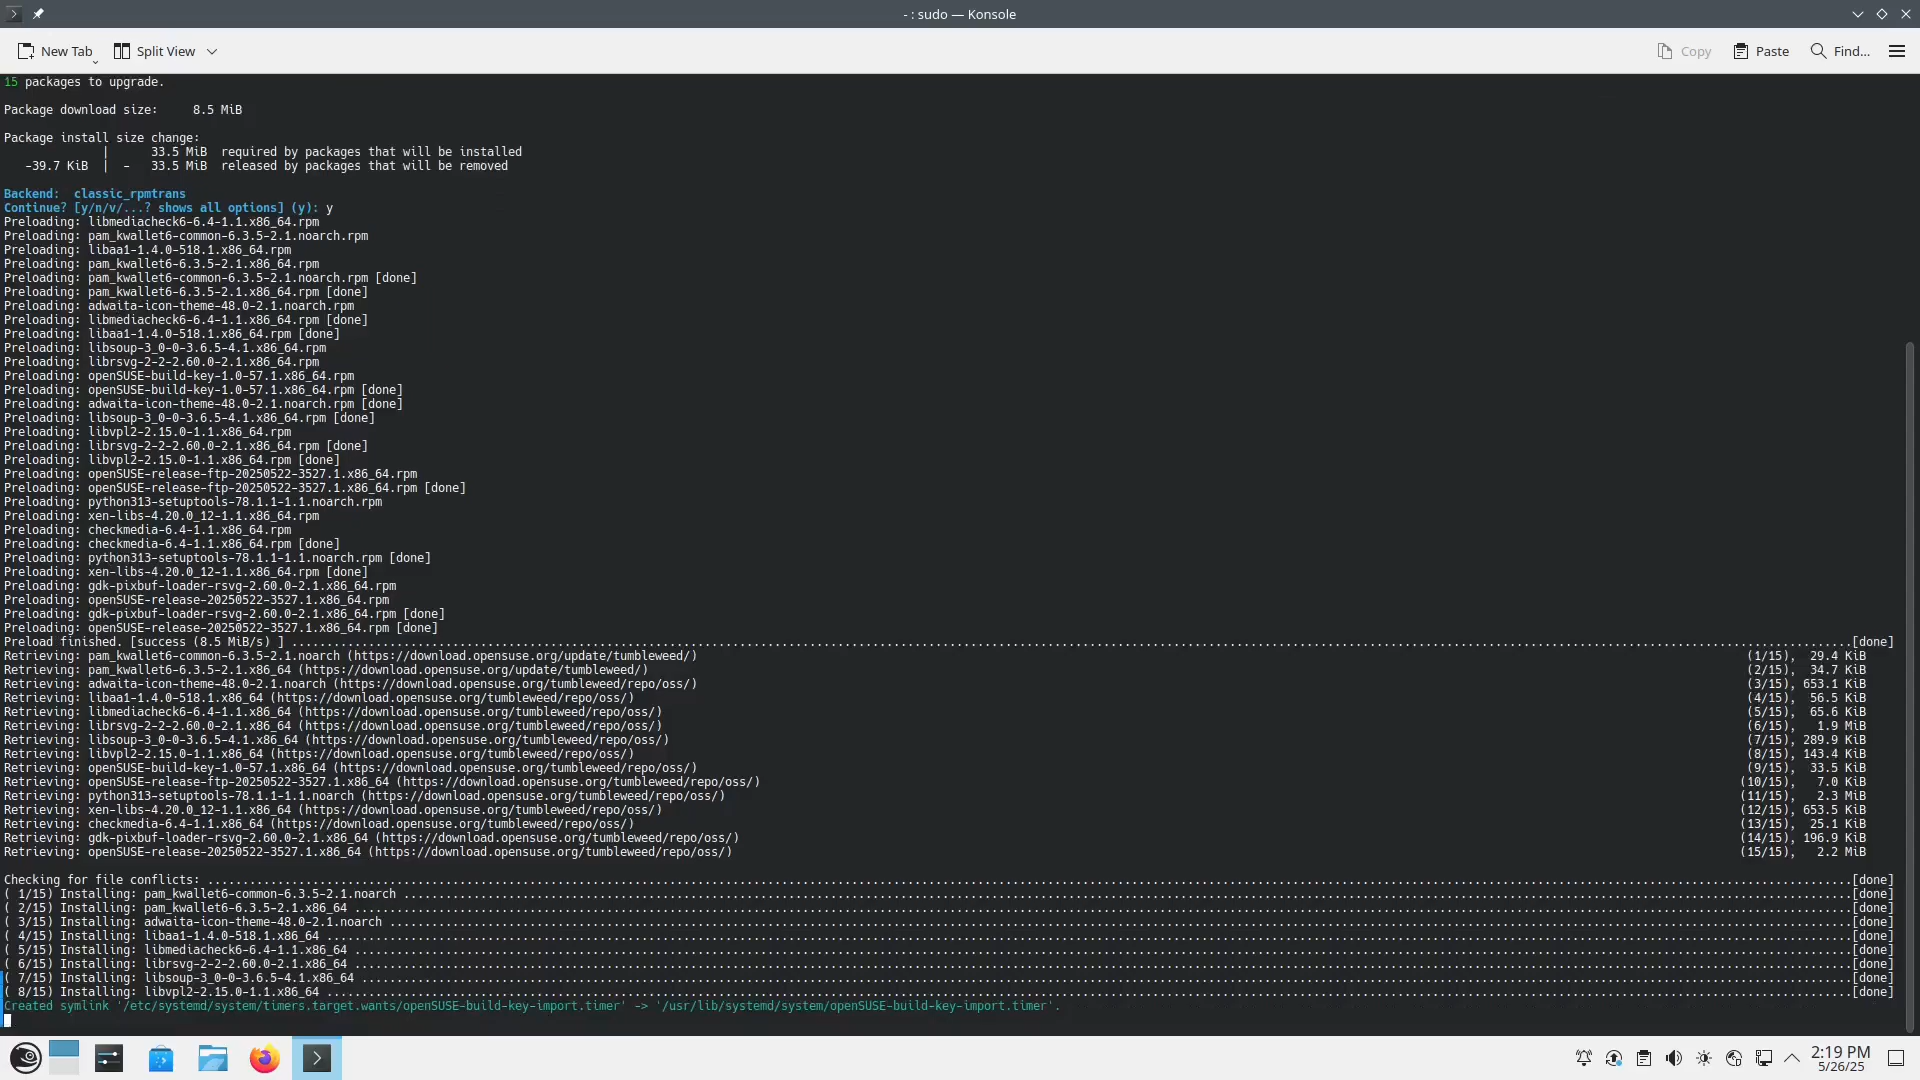 - : sudo — Konsole
New Tab
Split View
Copy
Paste
Find...
15 packages to upgrade.
Package download size:     8.5 MiB
Package install size change:
              |      33.5 MiB  required by packages that will be installed
   -39.7 KiB  |  -   33.5 MiB  released by packages that will be removed
Backend:  classic_rpmtrans
Continue? [y/n/v/...? shows all options] (y): y
Preloading: libmediacheck6-6.4-1.1.x86_64.rpm
Preloading: pam_kwallet6-common-6.3.5-2.1.noarch.rpm
Preloading: libaa1-1.4.0-518.1.x86_64.rpm
Preloading: pam_kwallet6-6.3.5-2.1.x86_64.rpm
Preloading: pam_kwallet6-common-6.3.5-2.1.noarch.rpm [done]
Preloading: pam_kwallet6-6.3.5-2.1.x86_64.rpm [done]
Preloading: adwaita-icon-theme-48.0-2.1.noarch.rpm
Preloading: libmediacheck6-6.4-1.1.x86_64.rpm [done]
Preloading: libaa1-1.4.0-518.1.x86_64.rpm [done]
Preloading: libsoup-3_0-0-3.6.5-4.1.x86_64.rpm
Preloading: librsvg-2-2-2.60.0-2.1.x86_64.rpm
Preloading: openSUSE-build-key-1.0-57.1.x86_64.rpm
Preloading: openSUSE-build-key-1.0-57.1.x86_64.rpm [done]
Preloading: adwaita-icon-theme-48.0-2.1.noarch.rpm [done]
Preloading: libsoup-3_0-0-3.6.5-4.1.x86_64.rpm [done]
Preloading: libvpl2-2.15.0-1.1.x86_64.rpm
Preloading: librsvg-2-2-2.60.0-2.1.x86_64.rpm [done]
Preloading: libvpl2-2.15.0-1.1.x86_64.rpm [done]
Preloading: openSUSE-release-ftp-20250522-3527.1.x86_64.rpm
Preloading: openSUSE-release-ftp-20250522-3527.1.x86_64.rpm [done]
Preloading: python313-setuptools-78.1.1-1.1.noarch.rpm
Preloading: xen-libs-4.20.0_12-1.1.x86_64.rpm
Preloading: checkmedia-6.4-1.1.x86_64.rpm
Preloading: checkmedia-6.4-1.1.x86_64.rpm [done]
Preloading: python313-setuptools-78.1.1-1.1.noarch.rpm [done]
Preloading: xen-libs-4.20.0_12-1.1.x86_64.rpm [done]
Preloading: gdk-pixbuf-loader-rsvg-2.60.0-2.1.x86_64.rpm
Preloading: openSUSE-release-20250522-3527.1.x86_64.rpm
Preloading: gdk-pixbuf-loader-rsvg-2.60.0-2.1.x86_64.rpm [done]
Preloading: openSUSE-release-20250522-3527.1.x86_64.rpm [done]
Preload finished. [success (8.5 MiB/s) ] ...[done]
Retrieving: pam_kwallet6-common-6.3.5-2.1.noarch (https://download.opensuse.org/update/tumbleweed/) (1/15),  29.4 KiB
Retrieving: pam_kwallet6-6.3.5-2.1.x86_64 (https://download.opensuse.org/update/tumbleweed/) (2/15),  34.7 KiB
Retrieving: adwaita-icon-theme-48.0-2.1.noarch (https://download.opensuse.org/tumbleweed/repo/oss/) (3/15), 653.1 KiB
Retrieving: libaa1-1.4.0-518.1.x86_64 (https://download.opensuse.org/tumbleweed/repo/oss/) (4/15),  56.5 KiB
Retrieving: libmediacheck6-6.4-1.1.x86_64 (https://download.opensuse.org/tumbleweed/repo/oss/) (5/15),  65.6 KiB
Retrieving: librsvg-2-2-2.60.0-2.1.x86_64 (https://download.opensuse.org/tumbleweed/repo/oss/) (6/15),   1.9 MiB
Retrieving: libsoup-3_0-0-3.6.5-4.1.x86_64 (https://download.opensuse.org/tumbleweed/repo/oss/) (7/15), 289.9 KiB
Retrieving: libvpl2-2.15.0-1.1.x86_64 (https://download.opensuse.org/tumbleweed/repo/oss/) (8/15), 143.4 KiB
Retrieving: openSUSE-build-key-1.0-57.1.x86_64 (https://download.opensuse.org/tumbleweed/repo/oss/) (9/15),  33.5 KiB
Retrieving: openSUSE-release-ftp-20250522-3527.1.x86_64 (https://download.opensuse.org/tumbleweed/repo/oss/) (10/15),   7.0 KiB
Retrieving: python313-setuptools-78.1.1-1.1.noarch (https://download.opensuse.org/tumbleweed/repo/oss/) (11/15),   2.3 MiB
Retrieving: xen-libs-4.20.0_12-1.1.x86_64 (https://download.opensuse.org/tumbleweed/repo/oss/) (12/15), 653.5 KiB
Retrieving: checkmedia-6.4-1.1.x86_64 (https://download.opensuse.org/tumbleweed/repo/oss/) (13/15),  25.1 KiB
Retrieving: gdk-pixbuf-loader-rsvg-2.60.0-2.1.x86_64 (https://download.opensuse.org/tumbleweed/repo/oss/) (14/15), 196.9 KiB
Retrieving: openSUSE-release-20250522-3527.1.x86_64 (https://download.opensuse.org/tumbleweed/repo/oss/) (15/15),   2.2 MiB
Checking for file conflicts: ...[done]
( 1/15) Installing: pam_kwallet6-common-6.3.5-2.1.noarch ...[done]
( 2/15) Installing: pam_kwallet6-6.3.5-2.1.x86_64 ...[done]
( 3/15) Installing: adwaita-icon-theme-48.0-2.1.noarch ...[done]
( 4/15) Installing: libaa1-1.4.0-518.1.x86_64 ...[done]
( 5/15) Installing: libmediacheck6-6.4-1.1.x86_64 ...[done]
( 6/15) Installing: librsvg-2-2-2.60.0-2.1.x86_64 ...[done]
( 7/15) Installing: libsoup-3_0-0-3.6.5-4.1.x86_64 ...[done]
( 8/15) Installing: libvpl2-2.15.0-1.1.x86_64 ...[done]
Created symlink '/etc/systemd/system/timers.target.wants/openSUSE-build-key-import.timer' -> '/usr/lib/systemd/system/openSUSE-build-key-import.timer'.
2:19 PM
5/26/25